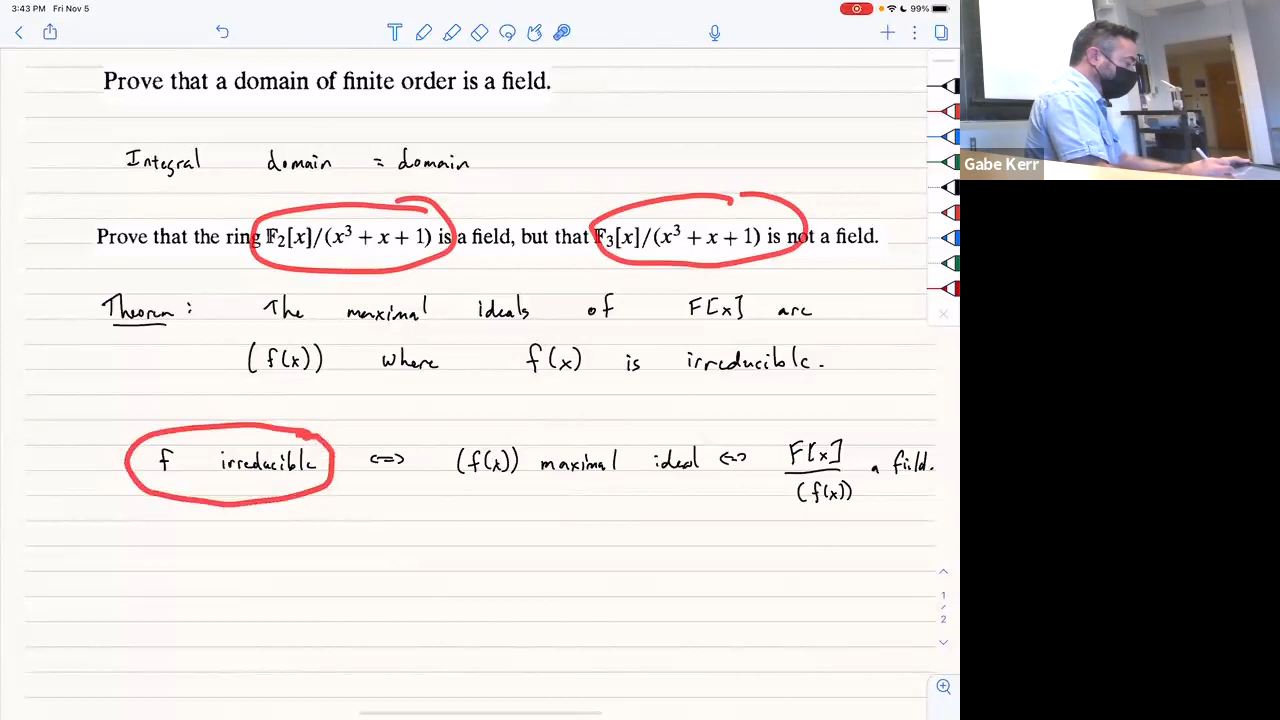 3:43 PM Fri Nov 5
99%
Prove that a domain of finite order is a field.
Gabe Kerr
Integral domain = domain
Prove that the ring 𝔽₂[x]/(x³ + x + 1) is a field, but that 𝔽₃[x]/(x³ + x + 1) is not a field.
Theorem : The maximal ideals of F[x] are
(f(x)) where f(x) is irreducible.
f irreducible ⇔ (f(x)) maximal ideal ⇔ F[x]/(f(x)) a field.
1
/
2